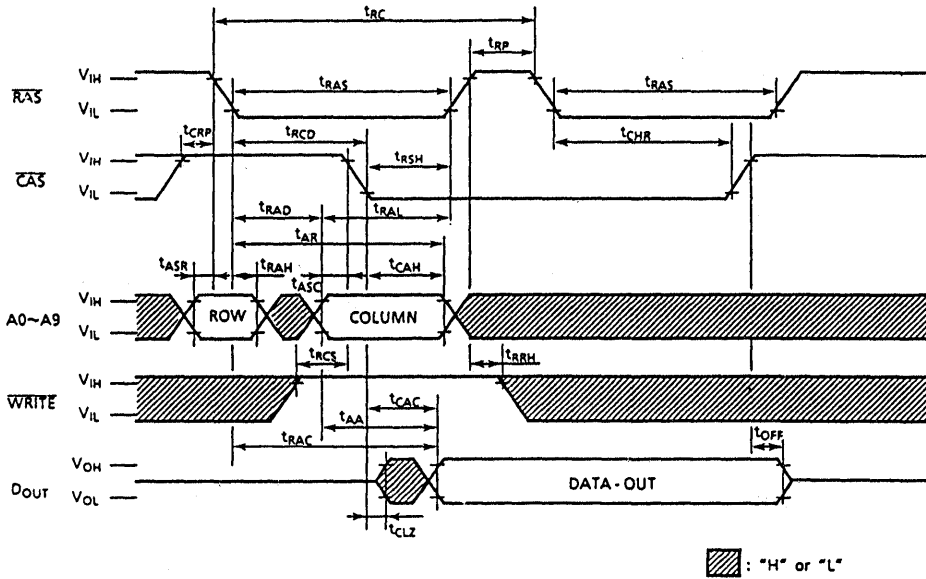 tRC
tRP
RAS
VIH
VIL
tRAS
tRAS
tCRP
tRCD
tCHR
CAS
VIH
VIL
tRSH
tRAD
tRAL
tAR
tASR
tRAH
tASC
tCAH
A0~A9
VIH
VIL
ROW
COLUMN
tRCS
tRRH
WRITE
VIH
VIL
tCAC
tAA
tRAC
tOFF
DOUT
VOH
VOL
DATA - OUT
tCLZ
: "H" or "L"